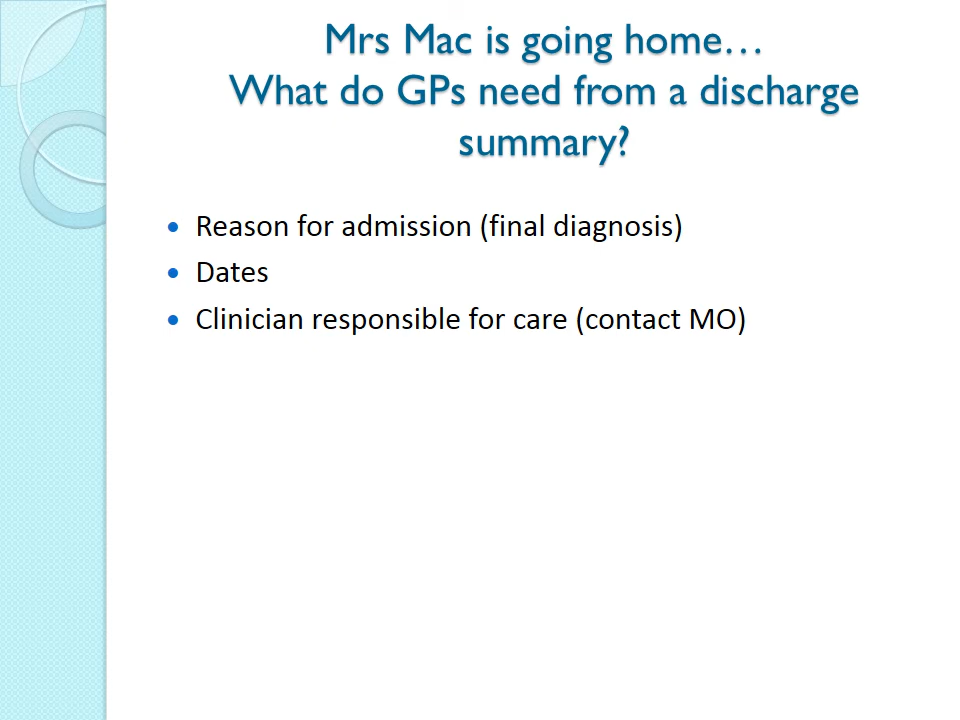 Mrs Mac is going home…
What do GPs need from a discharge
summary?
• Reason for admission (final diagnosis)
• Dates
• Clinician responsible for care (contact MO)